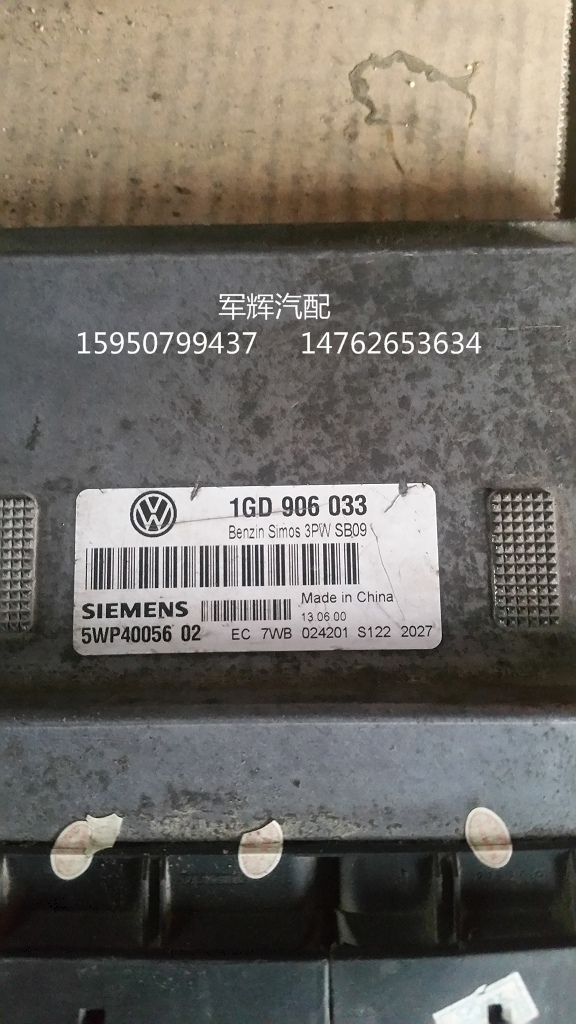 军辉汽配
15950799437 14762653634
1GD 906 033
Benzin Simos 3PW SB09
SIEMENS
Made in China
13 06 00
5WP40056 02 EC 7WB 024201 S122 2027